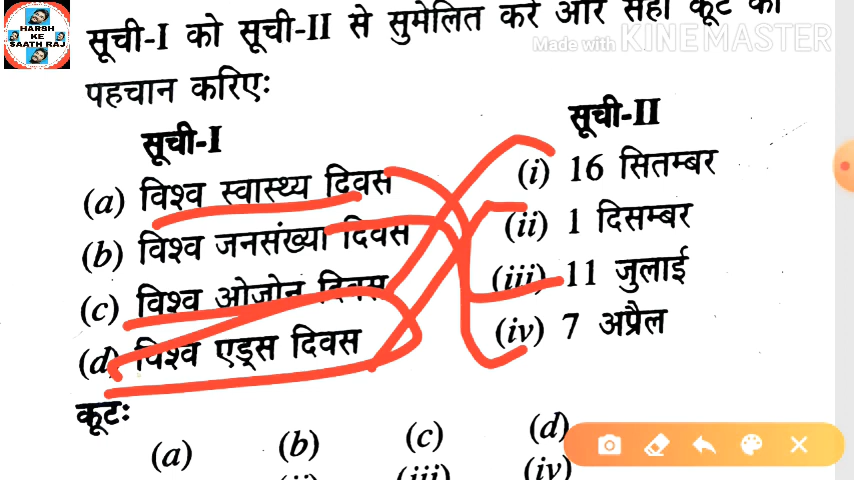 HARSH
KE
SAATH RAJ
Made with KINEMASTER
सूची-I को सूची-II से सुमेलित करें और सही कूट की
पहचान करिएः
सूची-I सूची-II
(a) विश्व स्वास्थ्य दिवस (i) 16 सितम्बर
(b) विश्व जनसंख्या दिवस (ii) 1 दिसम्बर
(c) विश्व ओजोन दिवस (iii) 11 जुलाई
(d) विश्व एड्स दिवस (iv) 7 अप्रैल
कूटः
(a) (b) (c) (d)
(ii) (iii) (iv)